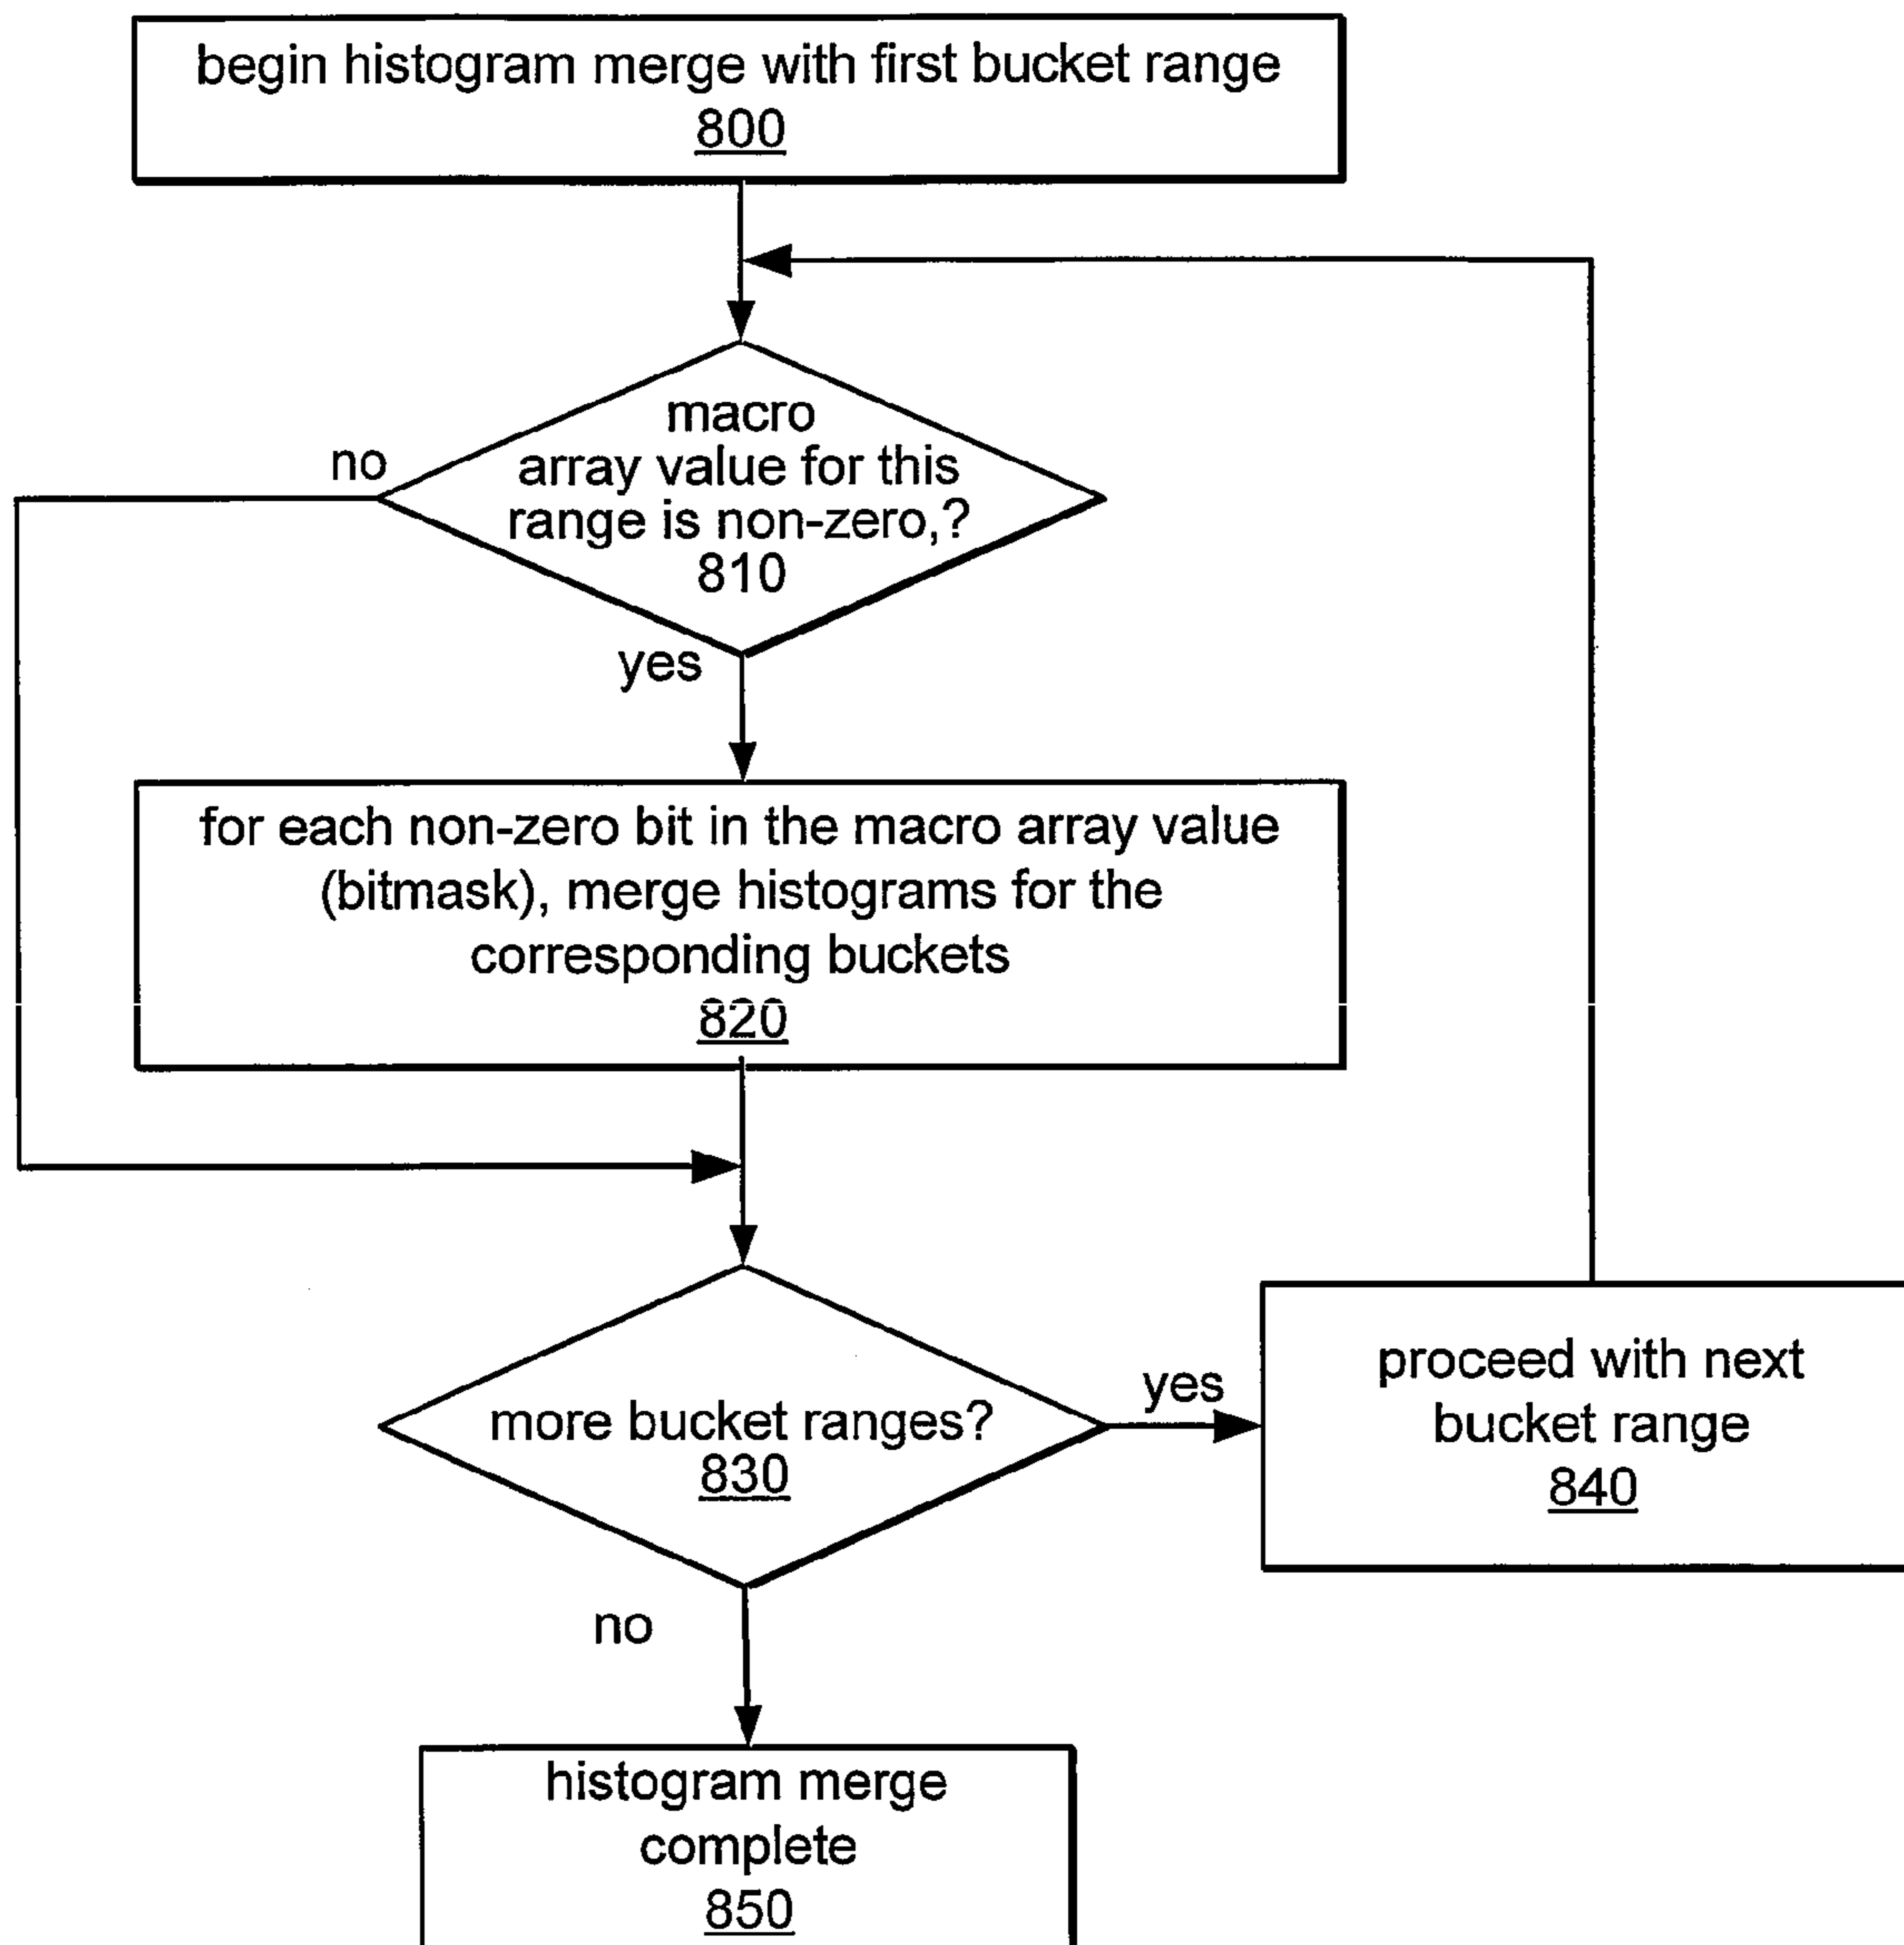 begin histogram merge with first bucket range
800
macro
array value for this
range is non-zero,?
810
no
yes
for each non-zero bit in the macro array value
(bitmask), merge histograms for the
corresponding buckets
820
more bucket ranges?
830
yes
proceed with next
bucket range
840
no
histogram merge
complete
850